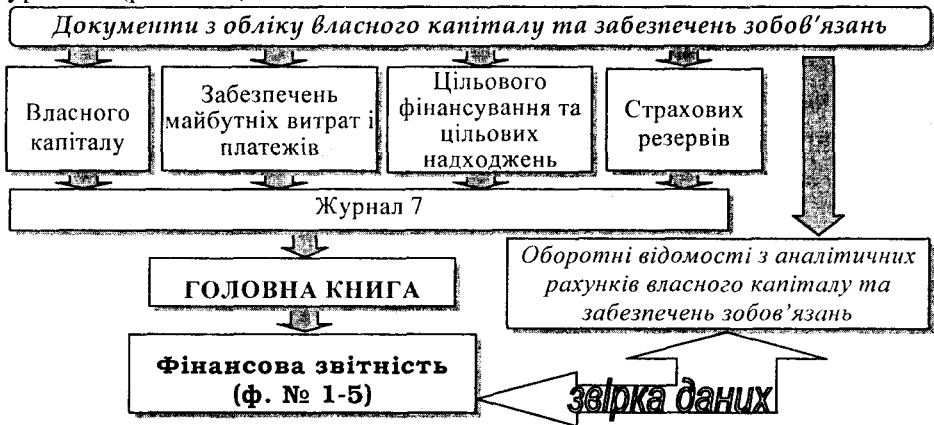 Документи з обліку власного капіталу та забезпечень зобов'язань
Власного
капіталу
Забезпечень
майбутніх витрат і
платежів
Цільового
фінансування та
цільових
надходжень
Страхових
резервів
Журнал 7
ГОЛОВНА КНИГА
Оборотні відомості з аналітичних
рахунків власного капіталу та
забезпечень зобов'язань
Фінансова звітність
(ф. № 1-5)
звірка даних